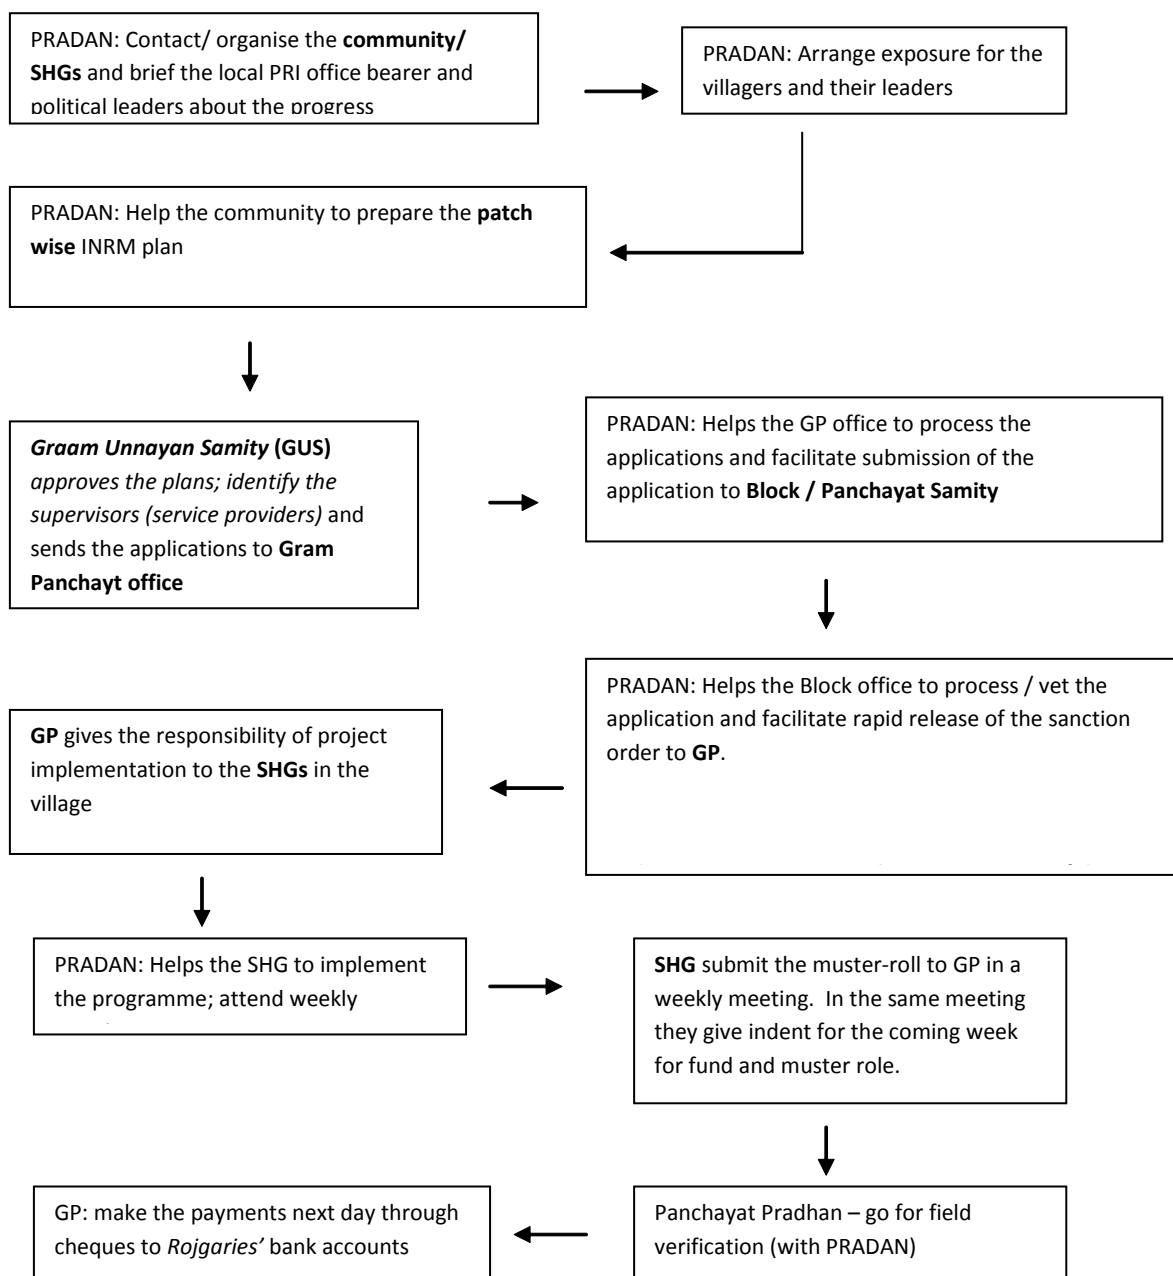 PRADAN: Contact/ organise the community/
SHGs and brief the local PRI office bearer and
political leaders about the progress
PRADAN: Arrange exposure for the
villagers and their leaders
PRADAN: Help the community to prepare the patch
wise INRM plan
Graam Unnayan Samity (GUS)
approves the plans; identify the
supervisors (service providers) and
sends the applications to Gram
Panchayt office
PRADAN: Helps the GP office to process the
applications and facilitate submission of the
application to Block / Panchayat Samity
PRADAN: Helps the Block office to process / vet the
application and facilitate rapid release of the sanction
order to GP.
GP gives the responsibility of project
implementation to the SHGs in the
village
PRADAN: Helps the SHG to implement
the programme; attend weekly
SHG submit the muster-roll to GP in a
weekly meeting. In the same meeting
they give indent for the coming week
for fund and muster role.
Panchayat Pradhan – go for field
verification (with PRADAN)
GP: make the payments next day through
cheques to Rojgaries' bank accounts